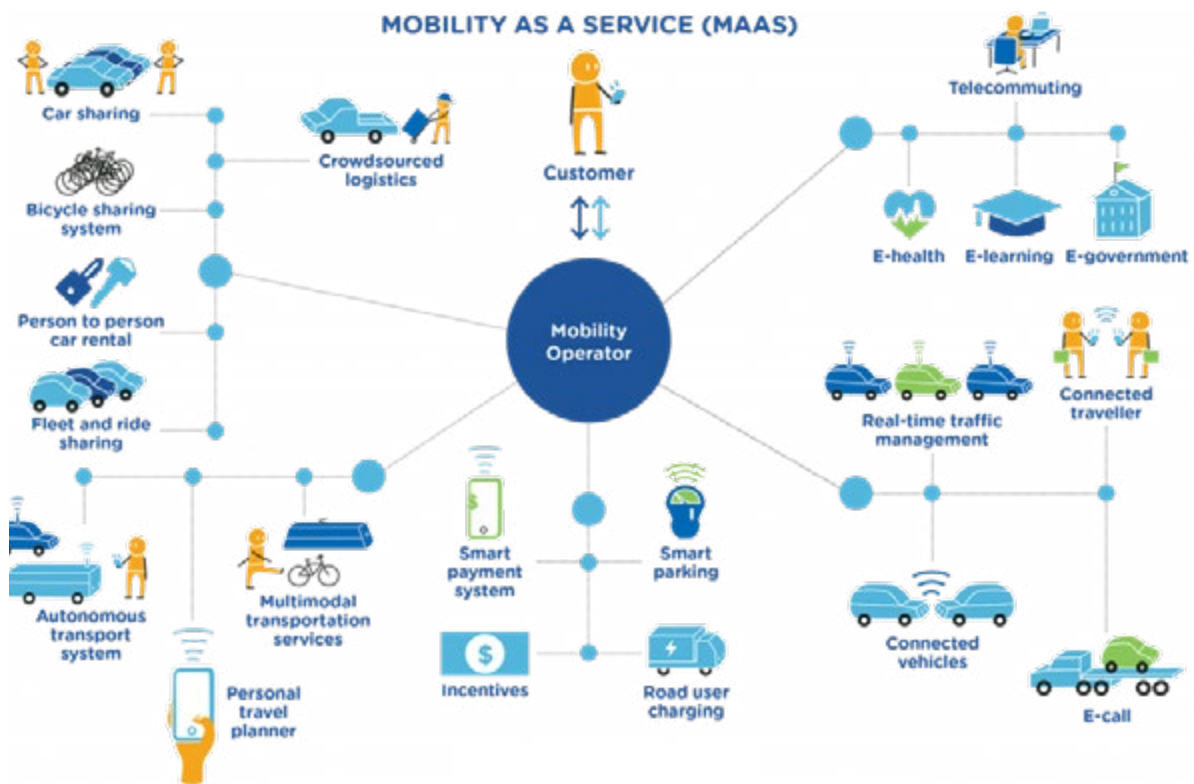 MOBILITY AS A SERVICE (MAAS)
Car sharing
Bicycle sharing
system
Person to person
car rental
Fleet and ride
sharing
Crowdsourced
logistics
Customer
Mobility
Operator
Telecommuting
E-health
E-learning
E-government
Real-time traffic
management
Connected
traveller
Connected
vehicles
E-call
Autonomous
transport
system
Personal
travel
planner
Multimodal
transportation
services
Smart
payment
system
$
Smart
parking
$
Incentives
Road user
charging